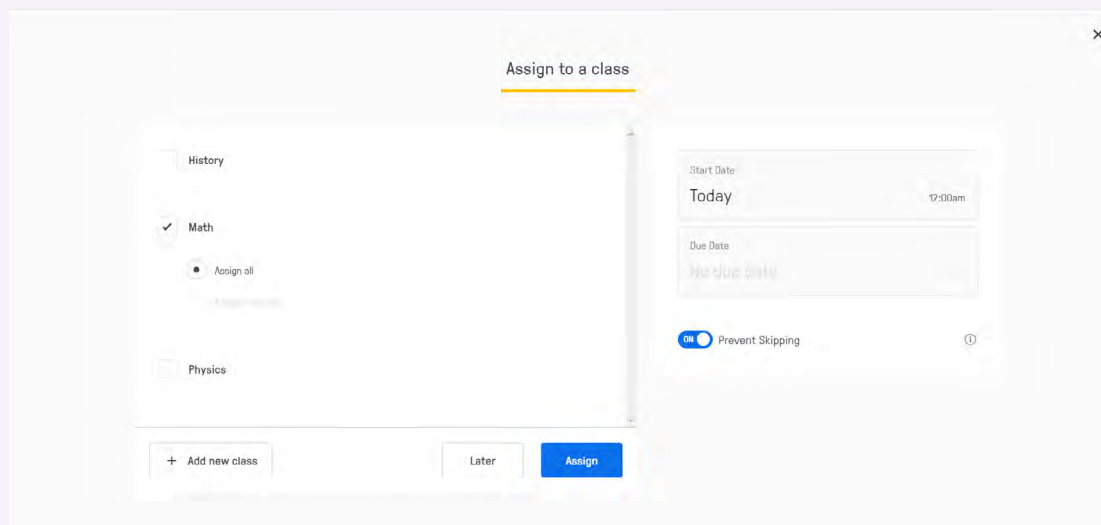 Assign to a class
History
Math
Assign all
Physics
+ Add new class
Later
Assign
Start Date
Today 12:00am
Due Date
No due date
ON Prevent Skipping